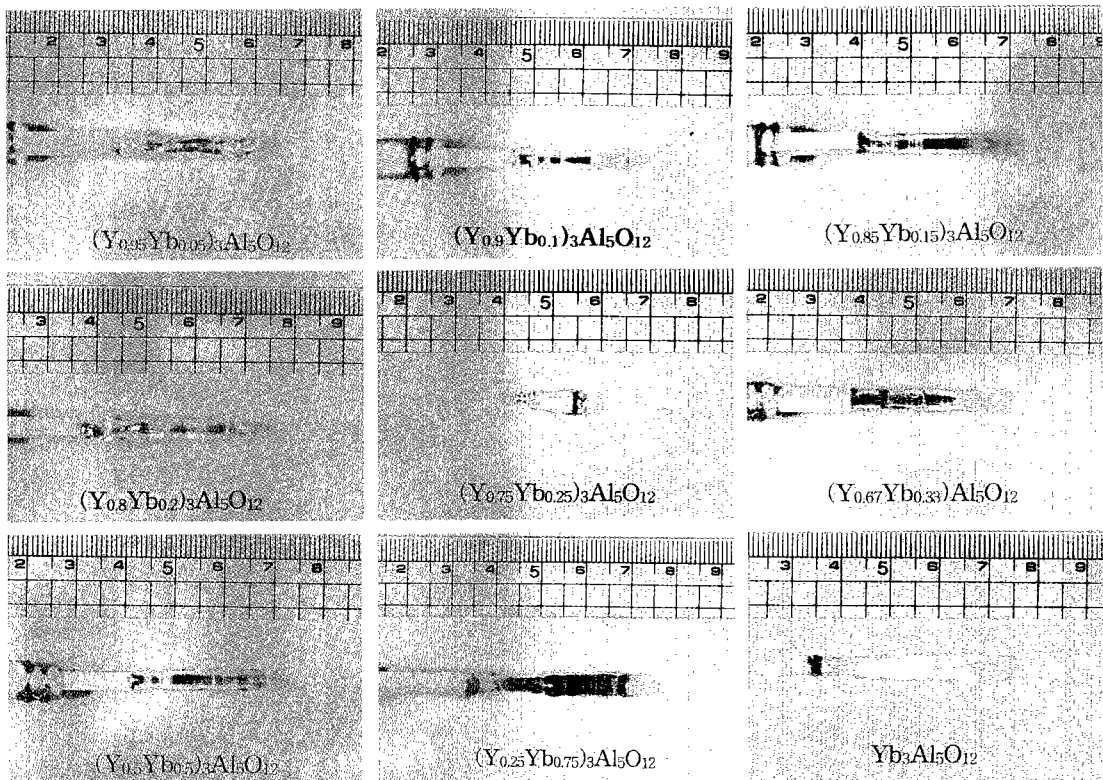 2 3 4 5 6 7 8
(Y0.95Yb0.05)3Al5O12
2 3 5 6 7 8 9
(Y0.9Yb0.1)3Al5O12
2 3 4 5 6 7 8 9
(Y0.85Yb0.15)3Al5O12
3 4 5 6 7 8 9
(Y0.8Yb0.2)3Al5O12
2 3 5 6 7 8 9
(Y0.75Yb0.25)3Al5O12
2 3 4 5 6 7 8
(Y0.67Yb0.33)Al5O12
2 3 4 5 6 7 8
(Y0.5Yb0.5)3Al5O12
2 3 4 5 6 7 8 9
(Y0.25Yb0.75)3Al5O12
3 4 5 6 7 8 9
Yb3Al5O12